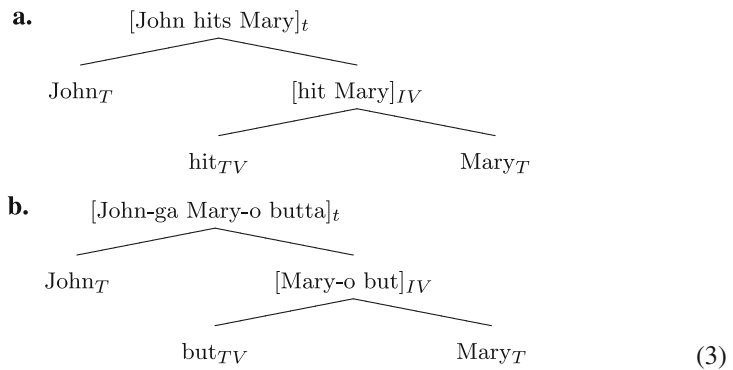 a. [John hits Mary]t
JohnT [hit Mary]IV
hitTV MaryT
b. [John-ga Mary-o butta]t
JohnT [Mary-o but]IV
butTV MaryT (3)